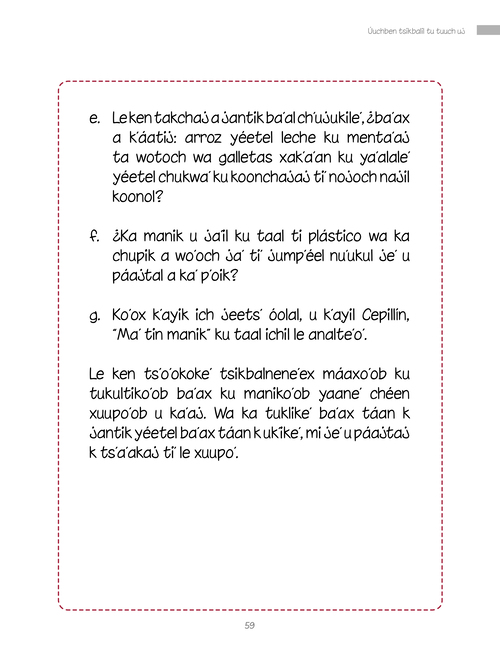 Úuchben tsikbalil tu tuuch uj
e. Le ken takchaj a jantik ba'al ch'ujukile', ¿ba'ax
a k'áatij: arroz yéetel leche ku menta'aj
ta wotoch wa galletas xak'a'an ku ya'alale'
yéetel chukwa' ku koonchajaj ti' nojoch najil
koonol?
f. ¿Ka manik u ja'il ku taal ti plástico wa ka
chupik a wo'och ja' ti' jump'éel nu'ukul je' u
páajtal a ka' p'oik?
g. Ko'ox k'ayik ich jeets' óolal, u k'ayil Cepillin,
"Ma' tin manik" ku taal ichil le analte'o'.
Le ken ts'o'okoke' tsikbalnene'ex máaxo'ob ku
tukultiko'ob ba'ax ku maniko'ob yaane' chéen
xuupo'ob u ka'aj. Wa ka tuklike' ba'ax táan k
jantik yéetel ba'ax táan k uk'ike', mi je' u páajtaj
k ts'a'akaj ti' le xuupo'.
59